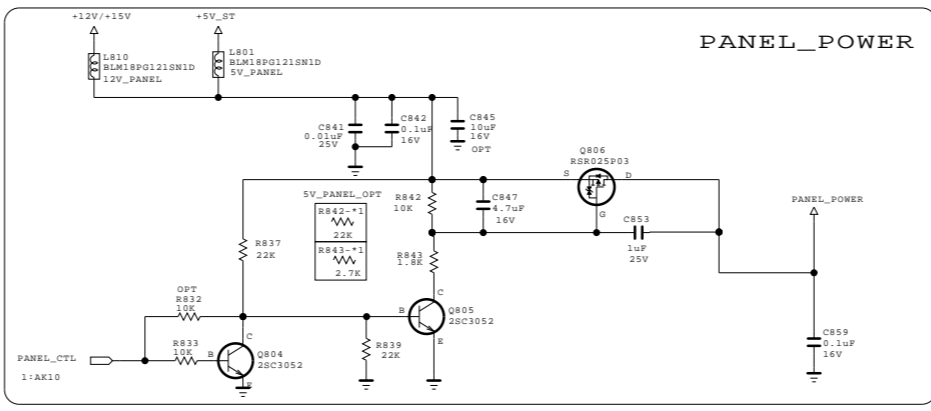 +12V/+15V
+5V_ST
PANEL_POWER
L810
BLM18PG121SN1D
12V_PANEL
L801
BLM18PG121SN1D
5V_PANEL
C841
0.01uF
25V
C842
0.1uF
16V
C845
10uF
16V
OPT
Q806
RSR025P03
S
D
G
5V_PANEL_OPT
R842-*1
22K
R843-*1
2.7K
R842
10K
C847
4.7uF
16V
C853
1uF
25V
PANEL_POWER
R837
22K
R843
1.8K
OPT
R832
10K
C
B
Q805
2SC3052
E
R833
10K
C
B
Q804
2SC3052
E
R839
22K
PANEL_CTL
1:AK10
C859
0.1uF
16V